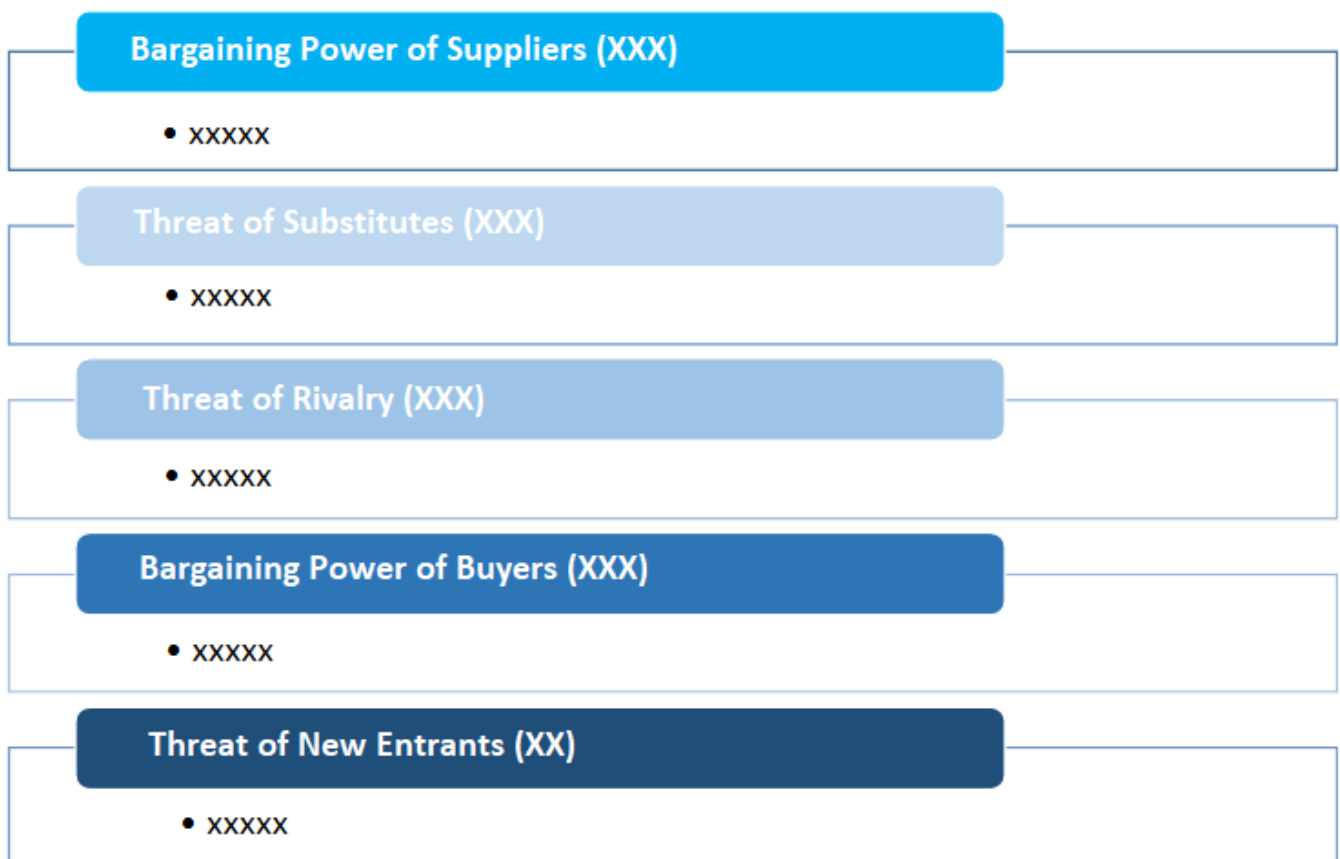 Bargaining Power of Suppliers (XXX)
• xxxxx
Threat of Substitutes (XXX)
• xxxxx
Threat of Rivalry (XXX)
• xxxxx
Bargaining Power of Buyers (XXX)
• xxxxx
Threat of New Entrants (XX)
• xxxxx